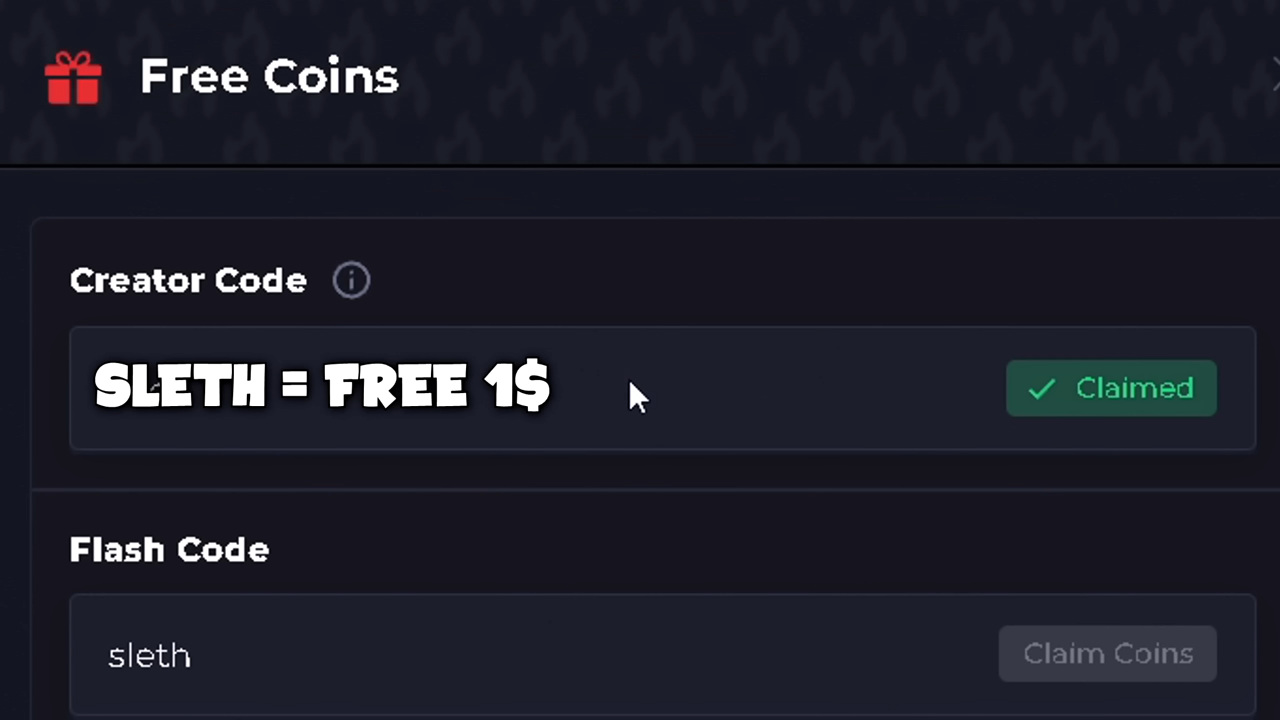 Free Coins
Creator Code
SLETH = FREE 1$
Claimed
Flash Code
sleth
Claim Coins